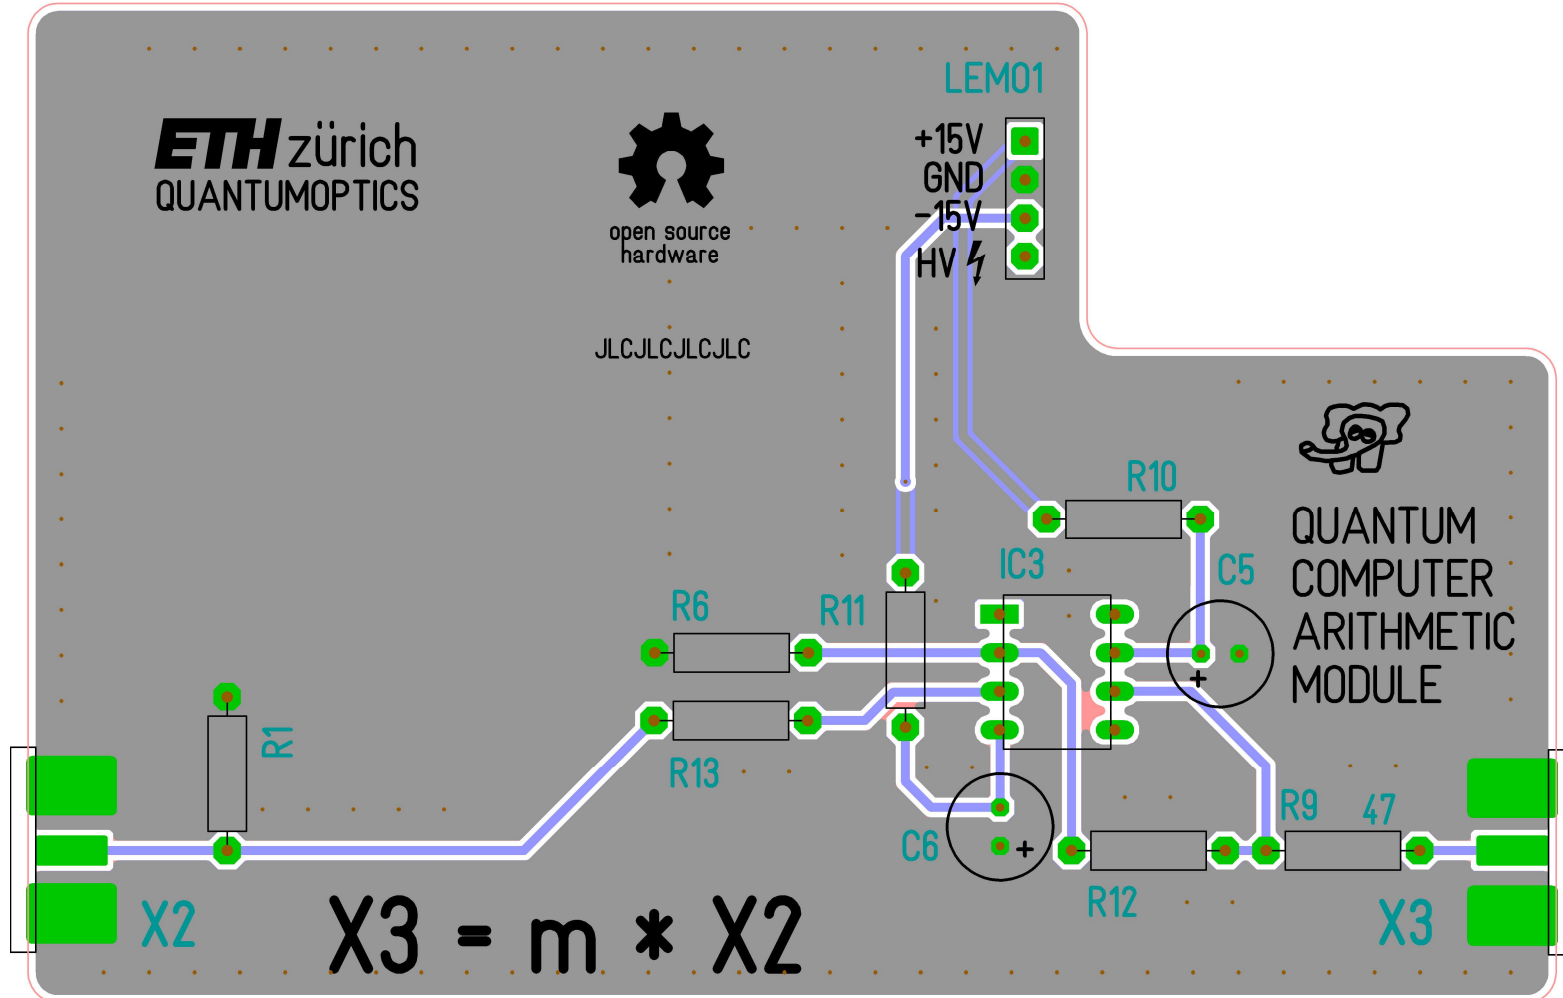 LEMO1
+15V
GND
-15V
HV
ETH zürich
QUANTUMOPTICS
open source
hardware
JLCJLCJLCJLC
R10
IC3
C5
QUANTUM
COMPUTER
ARITHMETIC
MODULE
R6
R11
+
R1
R13
R9
47
C6
+
R12
X2
X3 = m * X2
X3